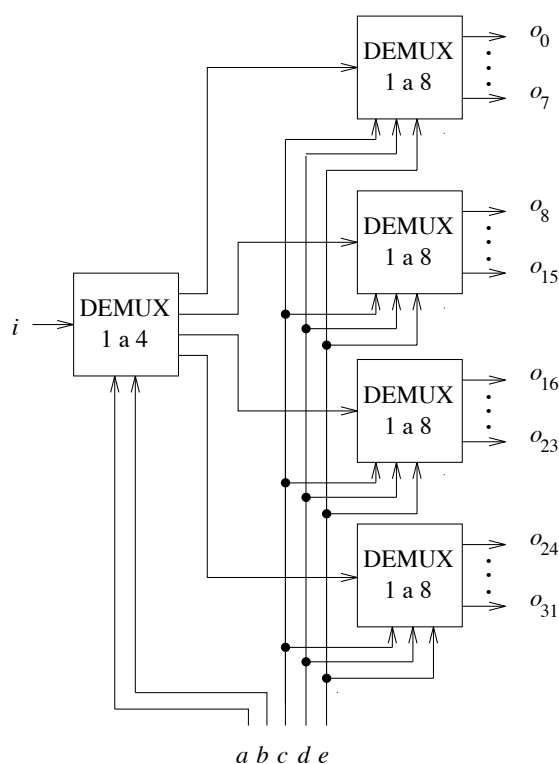 DEMUX
1 a 8
o0
o7
DEMUX
1 a 8
o8
o15
i
DEMUX
1 a 4
DEMUX
1 a 8
o16
o23
DEMUX
1 a 8
o24
o31
a b c d e